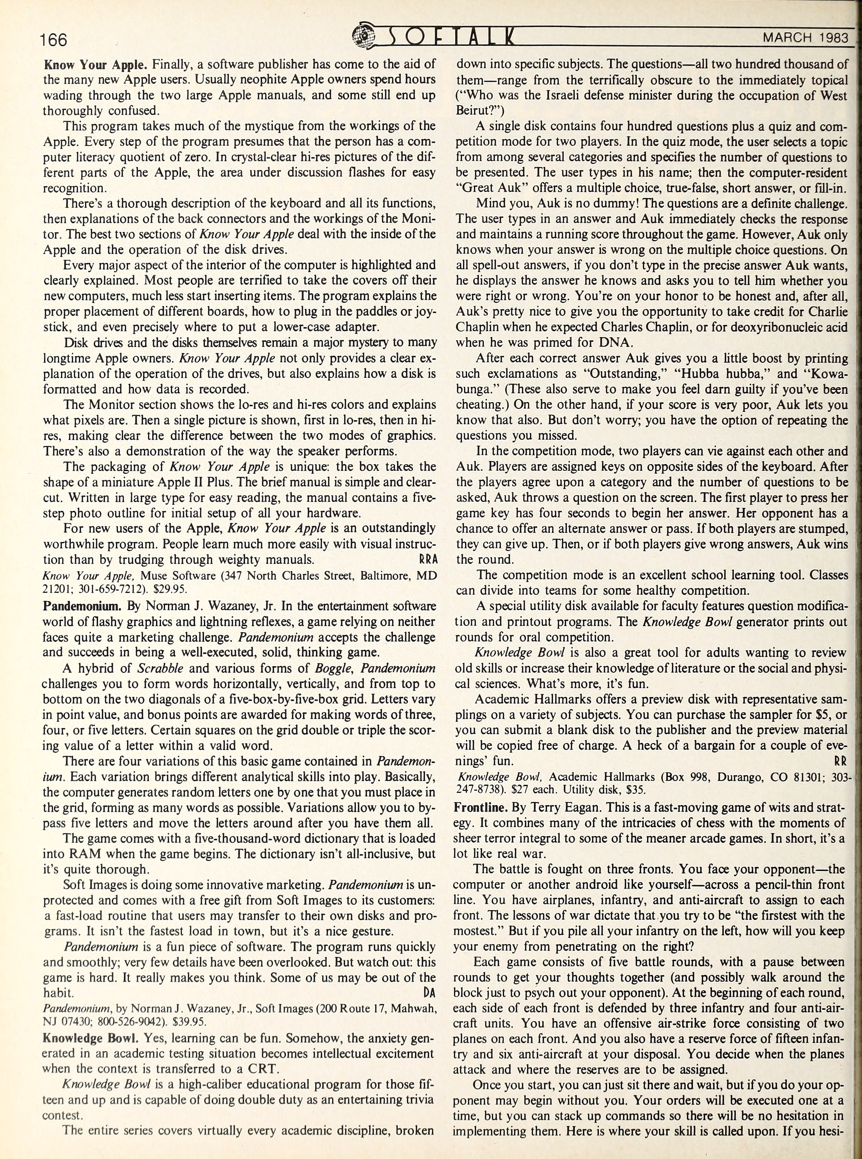 166
SOFTALK
MARCH 1983
Know Your Apple. Finally, a software publisher has come to the aid of
the many new Apple users. Usually neophite Apple owners spend hours
wading through the two large Apple manuals, and some still end up
thoroughly confused.
This program takes much of the mystique from the workings of the
Apple. Every step of the program presumes that the person has a com-
puter literacy quotient of zero. In crystal-clear hi-res pictures of the dif-
ferent parts of the Apple, the area under discussion flashes for easy
recognition.
There's a thorough description of the keyboard and all its functions,
then explanations of the back connectors and the workings of the Moni-
tor. The best two sections of Know Your Apple deal with the inside of the
Apple and the operation of the disk drives.
Every major aspect of the interior of the computer is highlighted and
clearly explained. Most people are terrified to take the covers off their
new computers, much less start inserting items. The program explains the
proper placement of different boards, how to plug in the paddles or joy-
stick, and even precisely where to put a lower-case adapter.
Disk drives and the disks themselves remain a major mystery to many
longtime Apple owners. Know Your Apple not only provides a clear ex-
planation of the operation of the drives, but also explains how a disk is
formatted and how data is recorded.
The Monitor section shows the lo-res and hi-res colors and explains
what pixels are. Then a single picture is shown, first in lo-res, then in hi-
res, making clear the difference between the two modes of graphics.
There's also a demonstration of the way the speaker performs.
The packaging of Know Your Apple is unique: the box takes the
shape of a miniature Apple II Plus. The brief manual is simple and clear-
cut. Written in large type for easy reading, the manual contains a five-
step photo outline for initial setup of all your hardware.
For new users of the Apple, Know Your Apple is an outstandingly
worthwhile program. People learn much more easily with visual instruc-
tion than by trudging through weighty manuals. RRA
Know Your Apple, Muse Software (347 North Charles Street, Baltimore, MD
21201; 301-659-7212). $29.95.
Pandemonium. By Norman J. Wazaney, Jr. In the entertainment software
world of flashy graphics and lightning reflexes, a game relying on neither
faces quite a marketing challenge. Pandemonium accepts the challenge
and succeeds in being a well-executed, solid, thinking game.
A hybrid of Scrabble and various forms of Boggle, Pandemonium
challenges you to form words horizontally, vertically, and from top to
bottom on the two diagonals of a five-box-by-five-box grid. Letters vary
in point value, and bonus points are awarded for making words of three,
four, or five letters. Certain squares on the grid double or triple the scor-
ing value of a letter within a valid word.
There are four variations of this basic game contained in Pandemon-
ium. Each variation brings different analytical skills into play. Basically,
the computer generates random letters one by one that you must place in
the grid, forming as many words as possible. Variations allow you to by-
pass five letters and move the letters around after you have them all.
The game comes with a five-thousand-word dictionary that is loaded
into RAM when the game begins. The dictionary isn't all-inclusive, but
it's quite thorough.
Soft Images is doing some innovative marketing. Pandemonium is un-
protected and comes with a free gift from Soft Images to its customers:
a fast-load routine that users may transfer to their own disks and pro-
grams. It isn't the fastest load in town, but it's a nice gesture.
Pandemonium is a fun piece of software. The program runs quickly
and smoothly; very few details have been overlooked. But watch out: this
game is hard. It really makes you think. Some of us may be out of the
habit. DA
Pandemonium, by Norman J. Wazaney, Jr., Soft Images (200 Route 17, Mahwah,
NJ 07430; 800-526-9042). $39.95.
Knowledge Bowl. Yes, learning can be fun. Somehow, the anxiety gen-
erated in an academic testing situation becomes intellectual excitement
when the context is transferred to a CRT.
Knowledge Bowl is a high-caliber educational program for those fif-
teen and up and is capable of doing double duty as an entertaining trivia
contest.
The entire series covers virtually every academic discipline, broken
down into specific subjects. The questions—all two hundred thousand of
them—range from the terrifically obscure to the immediately topical
("Who was the Israeli defense minister during the occupation of West
Beirut?")
A single disk contains four hundred questions plus a quiz and com-
petition mode for two players. In the quiz mode, the user selects a topic
from among several categories and specifies the number of questions to
be presented. The user types in his name; then the computer-resident
"Great Auk" offers a multiple choice, true-false, short answer, or fill-in.
Mind you, Auk is no dummy! The questions are a definite challenge.
The user types in an answer and Auk immediately checks the response
and maintains a running score throughout the game. However, Auk only
knows when your answer is wrong on the multiple choice questions. On
all spell-out answers, if you don't type in the precise answer Auk wants,
he displays the answer he knows and asks you to tell him whether you
were right or wrong. You're on your honor to be honest and, after all,
Auk's pretty nice to give you the opportunity to take credit for Charlie
Chaplin when he expected Charles Chaplin, or for deoxyribonucleic acid
when he was primed for DNA.
After each correct answer Auk gives you a little boost by printing
such exclamations as "Outstanding," "Hubba hubba," and "Kowa-
bunga." (These also serve to make you feel darn guilty if you've been
cheating.) On the other hand, if your score is very poor, Auk lets you
know that also. But don't worry; you have the option of repeating the
questions you missed.
In the competition mode, two players can vie against each other and
Auk. Players are assigned keys on opposite sides of the keyboard. After
the players agree upon a category and the number of questions to be
asked, Auk throws a question on the screen. The first player to press her
game key has four seconds to begin her answer. Her opponent has a
chance to offer an alternate answer or pass. If both players are stumped,
they can give up. Then, or if both players give wrong answers, Auk wins
the round.
The competition mode is an excellent school learning tool. Classes
can divide into teams for some healthy competition.
A special utility disk available for faculty features question modifica-
tion and printout programs. The Knowledge Bowl generator prints out
rounds for oral competition.
Knowledge Bowl is also a great tool for adults wanting to review
old skills or increase their knowledge of literature or the social and physi-
cal sciences. What's more, it's fun.
Academic Hallmarks offers a preview disk with representative sam-
plings on a variety of subjects. You can purchase the sampler for $5, or
you can submit a blank disk to the publisher and the preview material
will be copied free of charge. A heck of a bargain for a couple of eve-
nings' fun. RR
Knowledge Bowl, Academic Hallmarks (Box 998, Durango, CO 81301; 303-
247-8738). $27 each. Utility disk, $35.
Frontline. By Terry Eagan. This is a fast-moving game of wits and strat-
egy. It combines many of the intricacies of chess with the moments of
sheer terror integral to some of the meaner arcade games. In short, it's a
lot like real war.
The battle is fought on three fronts. You face your opponent—the
computer or another android like yourself—across a pencil-thin front
line. You have airplanes, infantry, and anti-aircraft to assign to each
front. The lessons of war dictate that you try to be "the firstest with the
mostest." But if you pile all your infantry on the left, how will you keep
your enemy from penetrating on the right?
Each game consists of five battle rounds, with a pause between
rounds to get your thoughts together (and possibly walk around the
block just to psych out your opponent). At the beginning of each round,
each side of each front is defended by three infantry and four anti-air-
craft units. You have an offensive air-strike force consisting of two
planes on each front. And you also have a reserve force of fifteen infan-
try and six anti-aircraft at your disposal. You decide when the planes
attack and where the reserves are to be assigned.
Once you start, you can just sit there and wait, but if you do your op-
ponent may begin without you. Your orders will be executed one at a
time, but you can stack up commands so there will be no hesitation in
implementing them. Here is where your skill is called upon. If you hesi-